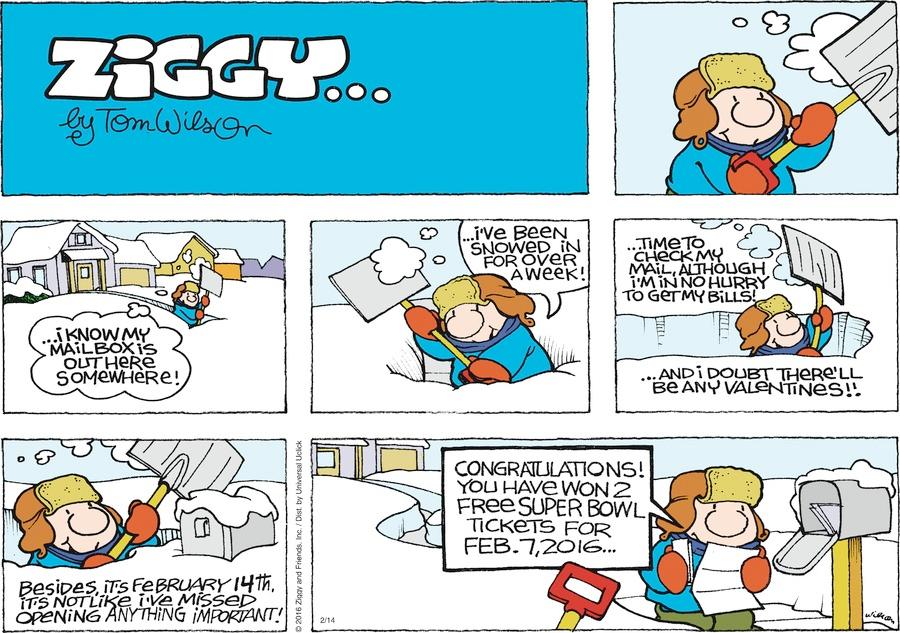 ZiGGY...
by Tom Wilson
...i KNOW MY
MAILBOX iS
OUT HERE
SOMEWHERE!
...i'VE BEEN
SNOWED IN
FOR OVER
A WEEK!
...TIME TO
CHECK MY
MAIL, ALTHOUGH
i'M IN NO HURRY
TO GET MY BILLS!
...AND i DOUBT THERE'LL
BE ANY VALENTINES!!
BESIDES, IT'S FEBRUARY 14th,
IT'S NOT LIKE i'VE MISSED
OPENING ANYTHING IMPORTANT!
© 2016 Ziggy and Friends, Inc. / Dist. by Universal Uclick
2/14
CONGRATULATIONS!
YOU HAVE WON 2
FREE SUPER BOWL
TICKETS FOR
FEB. 7, 2016...
Wilson